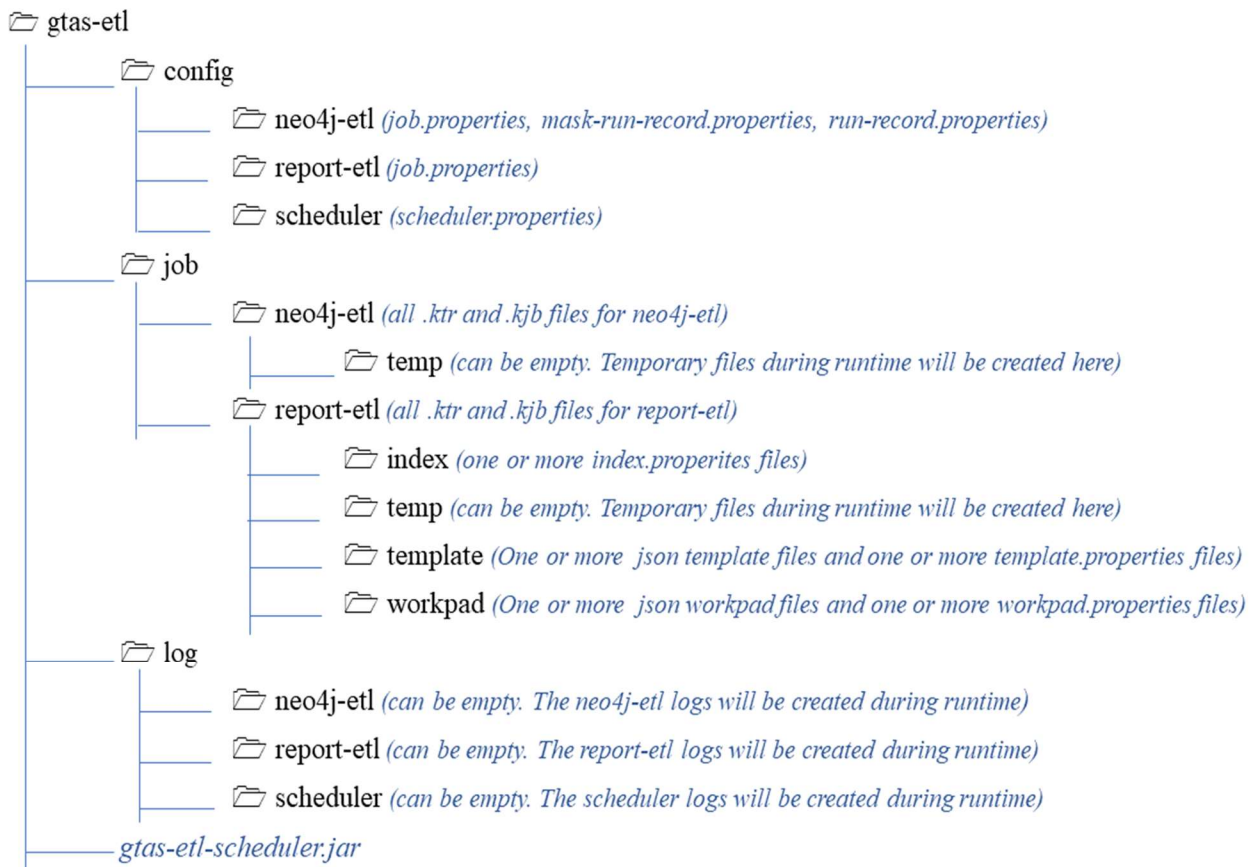 gtas-etl
config
neo4j-etl (job.properties, mask-run-record.properties, run-record.properties)
report-etl (job.properties)
scheduler (scheduler.properties)
job
neo4j-etl (all .ktr and .kjb files for neo4j-etl)
temp (can be empty. Temporary files during runtime will be created here)
report-etl (all .ktr and .kjb files for report-etl)
index (one or more index.properites files)
temp (can be empty. Temporary files during runtime will be created here)
template (One or more json template files and one or more template.properties files)
workpad (One or more json workpad files and one or more workpad.properties files)
log
neo4j-etl (can be empty. The neo4j-etl logs will be created during runtime)
report-etl (can be empty. The report-etl logs will be created during runtime)
scheduler (can be empty. The scheduler logs will be created during runtime)
gtas-etl-scheduler.jar